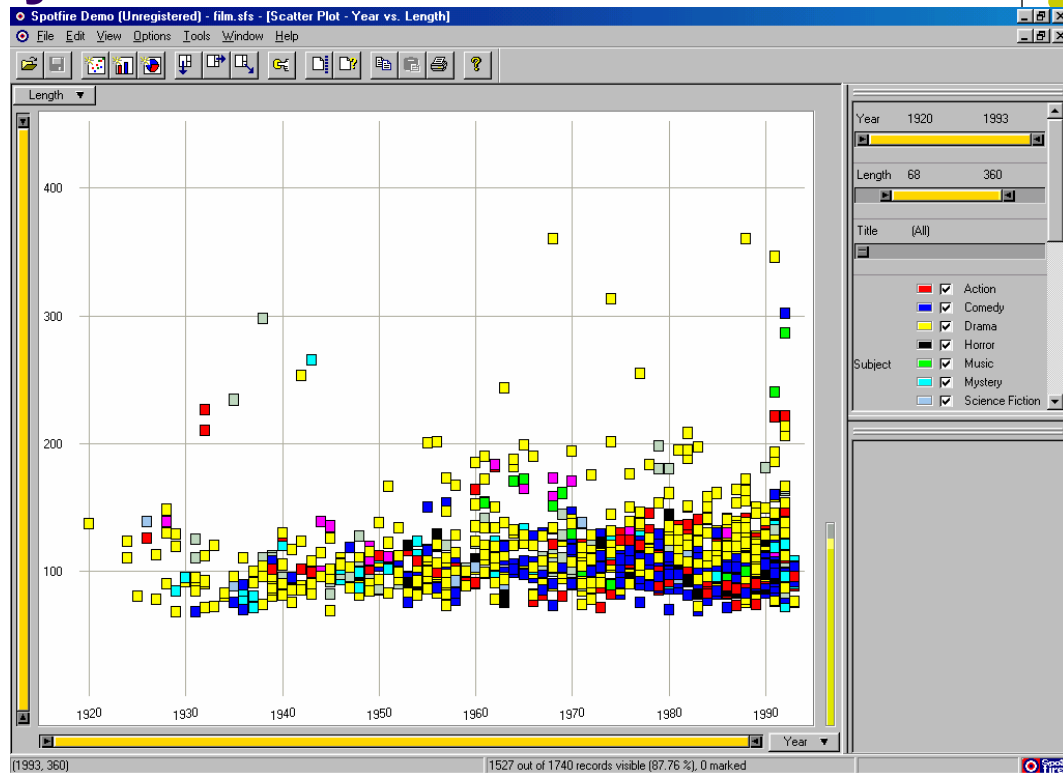 Spotfire Demo (Unregistered) - film.sfs - [Scatter Plot - Year vs. Length]
File Edit View Options Tools Window Help
Length
400
300
200
100
1920 1930 1940 1950 1960 1970 1980 1990
Year
Year 1920 1993
Length 68 360
Title (All)
Subject
Action
Comedy
Drama
Horror
Music
Mystery
Science Fiction
(1993, 360)
1527 out of 1740 records visible (87.76 %), 0 marked